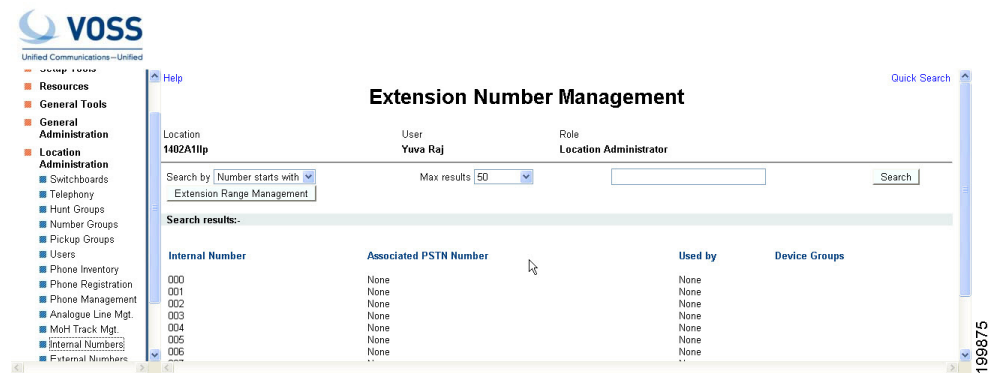 VOSS
Unified Communications—Unified
Setup Tools
Resources
General Tools
General
Administration
Location
Administration
Switchboards
Telephony
Hunt Groups
Number Groups
Pickup Groups
Users
Phone Inventory
Phone Registration
Phone Management
Analogue Line Mgt.
MoH Track Mgt.
Internal Numbers
External Numbers
Help
Quick Search
Extension Number Management
Location User Role
1402A1IIp Yuva Raj Location Administrator
Search by Number starts with Max results 50 Search
Extension Range Management
Search results:-
Internal Number Associated PSTN Number Used by Device Groups
000 None None
001 None None
002 None None
003 None None
004 None None
005 None None
006 None None
199875